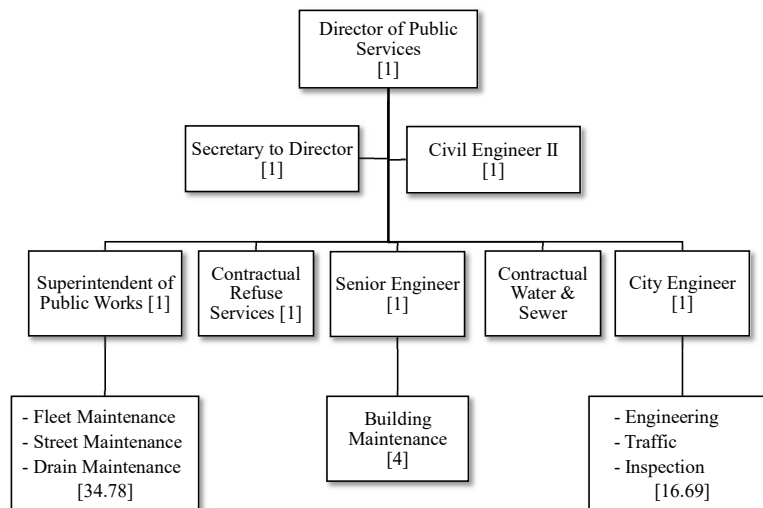 Director of Public
Services
[1]
Secretary to Director
[1]
Civil Engineer II
[1]
Superintendent of
Public Works [1]
Contractual
Refuse
Services [1]
Senior Engineer
[1]
Contractual
Water &
Sewer
City Engineer
[1]
- Fleet Maintenance
- Street Maintenance
- Drain Maintenance
[34.78]
Building
Maintenance
[4]
- Engineering
- Traffic
- Inspection
[16.69]